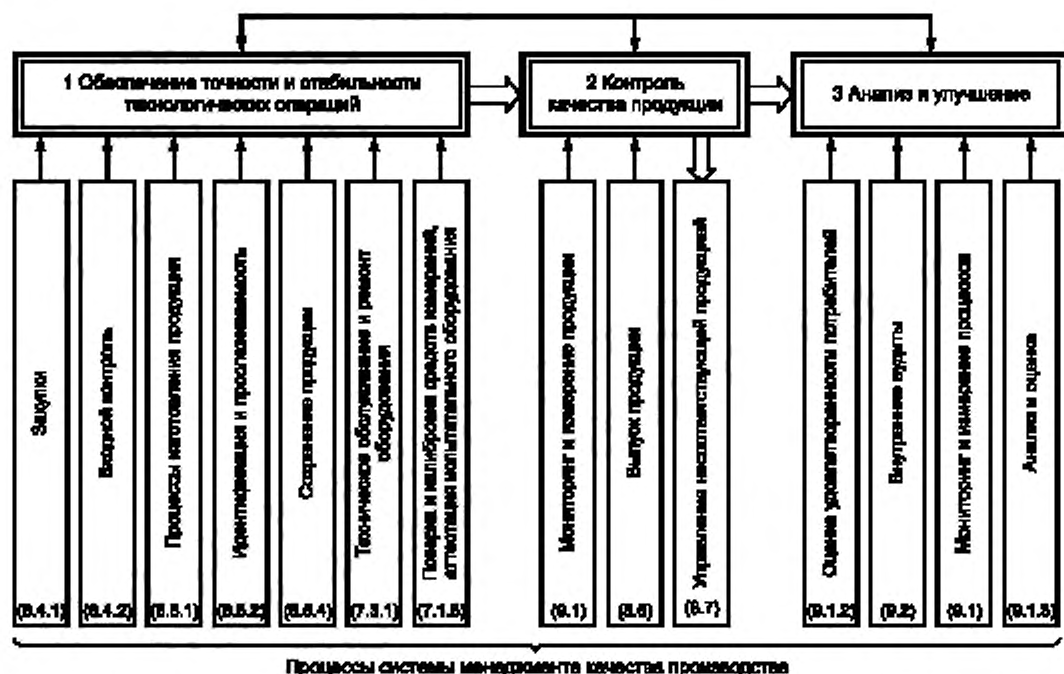 1 Обеспечение точности и стабильности
технологических операций
2 Контроль
качества продукции
3 Анализ и улучшение
Закупки
(8.4.1)
Входной контроль
(8.4.2)
Процессы изготовления продукции
(8.5.1)
Идентификация и прослеживаемость
(8.5.2)
Сохранение продукции
(8.5.4)
Техническое обслуживание и ремонт
оборудования
Поверка и калибровка средств измерений,
аттестация испытательного оборудования
(7.1.5)
Мониторинг и измерение продукции
(9.1)
Выпуск продукции
(8.6)
Управление несоответствующей продукцией
(8.7)
Оценка удовлетворенности потребителей
(9.1.2)
Внутренние аудиты
(9.2)
Мониторинг и измерение процессов
(9.1)
Анализ и оценка
(9.1.3)
Процессы системы менеджмента качества производства